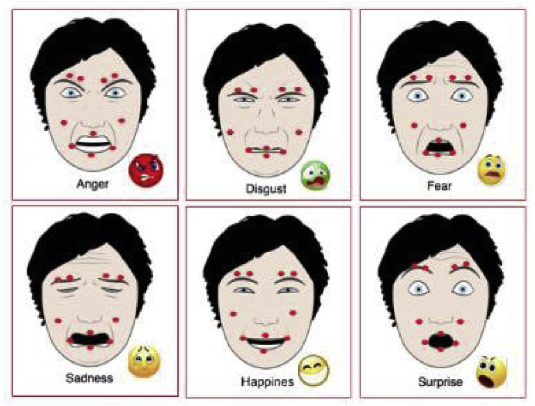 Anger
Disgust
Fear
Sadness
Happines
Surprise